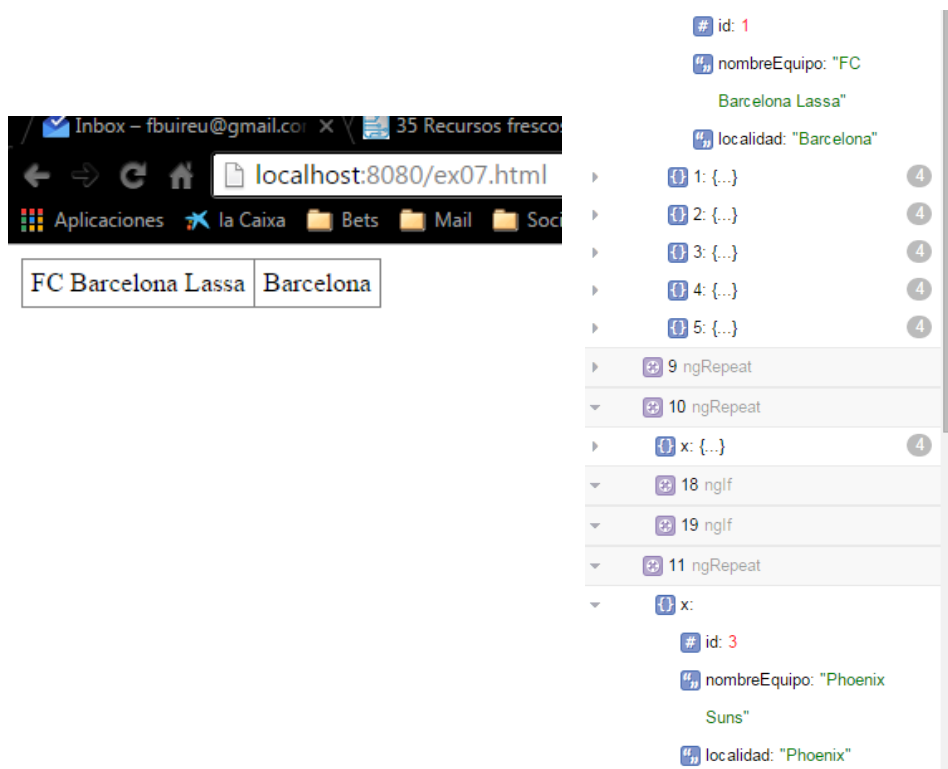 Inbox – fbuireu@gmail.co
35 Recursos fresco
localhost:8080/ex07.html
Aplicaciones la Caixa Bets Mail Soci
FC Barcelona Lassa Barcelona
# id: 1
nombreEquipo: "FC
Barcelona Lassa"
localidad: "Barcelona"
{} 1: {...} 4
{} 2: {...} 4
{} 3: {...} 4
{} 4: {...} 4
{} 5: {...} 4
9 ngRepeat
10 ngRepeat
{} x: {...} 4
18 ngIf
19 ngIf
11 ngRepeat
{} x:
# id: 3
nombreEquipo: "Phoenix
Suns"
localidad: "Phoenix"